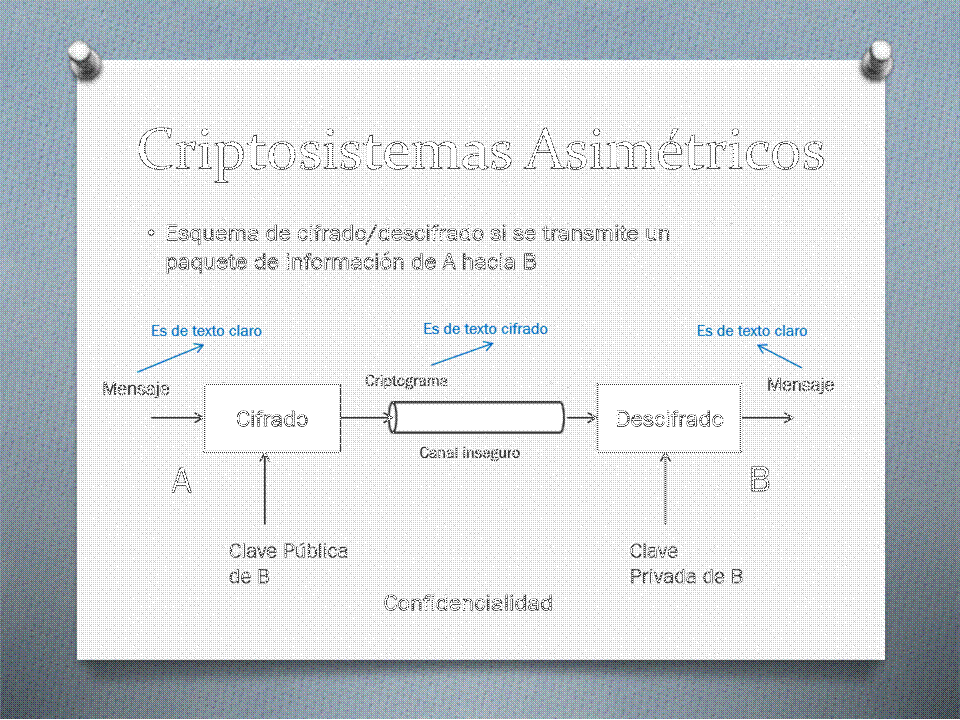 Criptosistemas Asimétricos
• Esquema de cifrado/descifrado si se transmite un
paquete de información de A hacia B
Es de texto claro
Es de texto cifrado
Es de texto claro
Mensaje
Criptograma
Mensaje
Cifrado
Descifrado
Canal inseguro
A
B
Clave Pública
de B
Clave
Privada de B
Confidencialidad